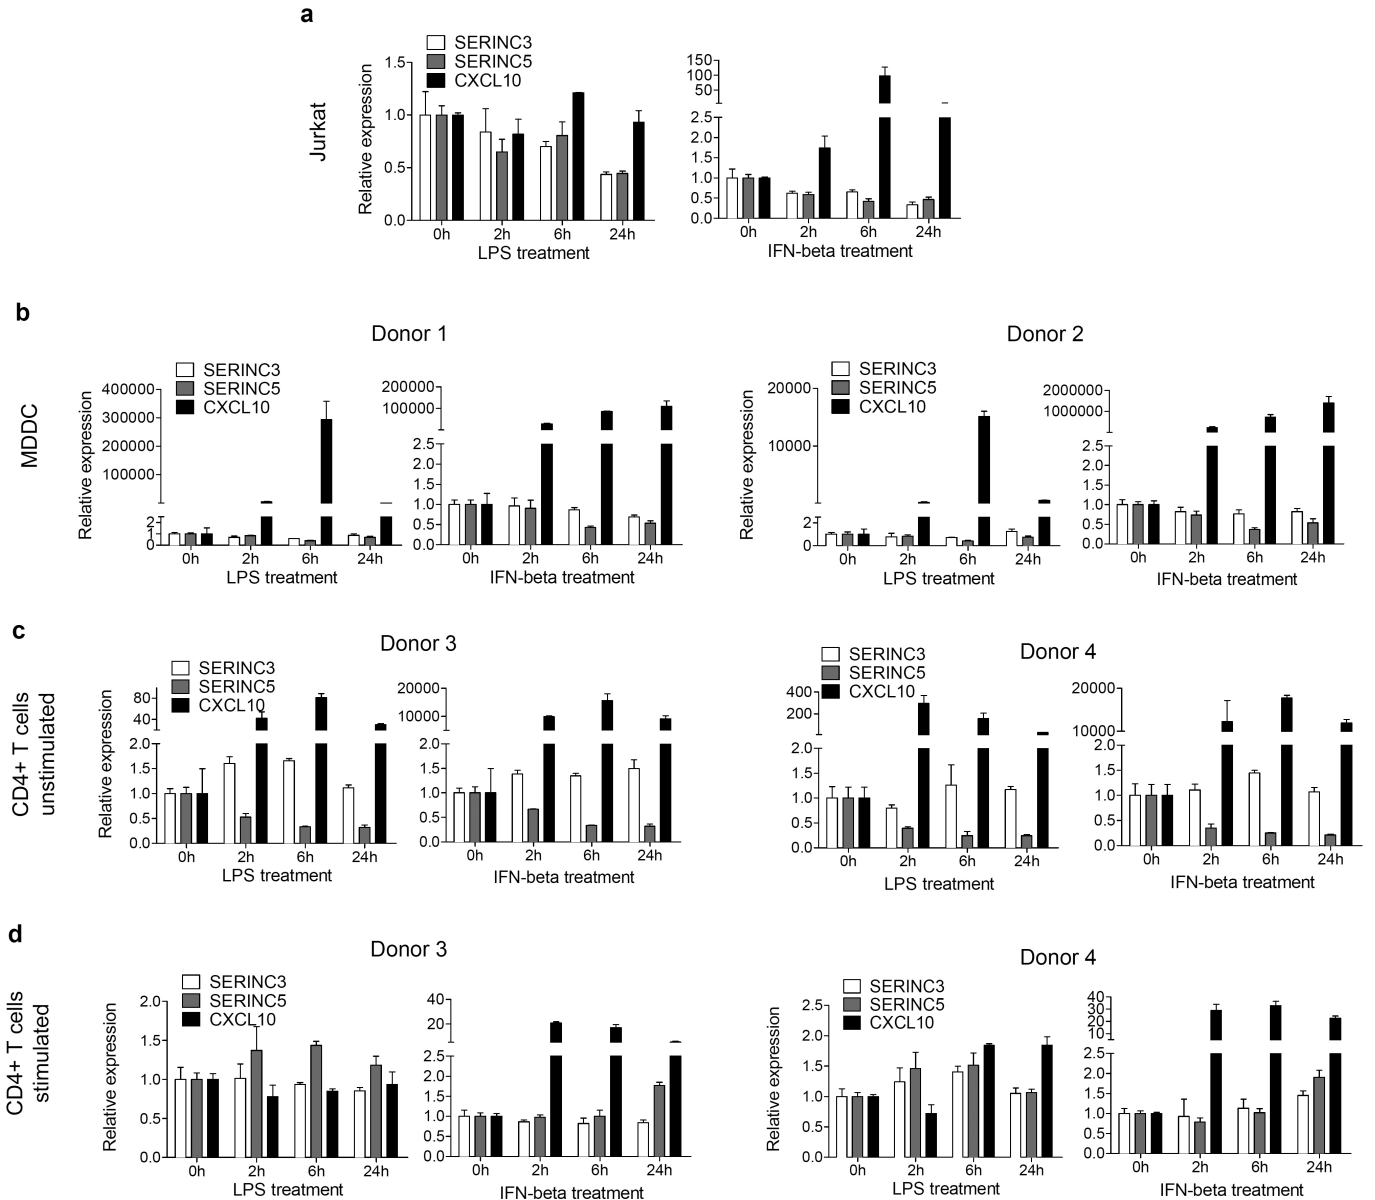 a
Jurkat
SERINC3
SERINC5
CXCL10
Relative expression
1.5
1.0
0.5
0.0
0h 2h 6h 24h
LPS treatment
150
100
50
2.5
2.0
1.5
1.0
0.5
0.0
0h 2h 6h 24h
IFN-beta treatment
b
MDDC
Donor 1
SERINC3
SERINC5
CXCL10
Relative expression
400000
300000
200000
100000
2
1
0
0h 2h 6h 24h
LPS treatment
200000
100000
2.5
2.0
1.5
1.0
0.5
0.0
0h 2h 6h 24h
IFN-beta treatment
Donor 2
SERINC3
SERINC5
CXCL10
Relative expression
20000
10000
2
0
0h 2h 6h 24h
LPS treatment
2000000
1000000
2.5
2.0
1.5
1.0
0.5
0.0
0h 2h 6h 24h
IFN-beta treatment
c
CD4+ T cells
unstimulated
Donor 3
SERINC3
SERINC5
CXCL10
Relative expression
80
40
2.0
1.5
1.0
0.5
0.0
0h 2h 6h 24h
LPS treatment
20000
10000
2.0
1.5
1.0
0.5
0.0
0h 2h 6h 24h
IFN-beta treatment
Donor 4
SERINC3
SERINC5
CXCL10
400
200
2.0
1.5
1.0
0.5
0.0
0h 2h 6h 24h
LPS treatment
20000
10000
2.0
1.5
1.0
0.5
0.0
0h 2h 6h 24h
IFN-beta treatment
d
CD4+ T cells
stimulated
Donor 3
SERINC3
SERINC5
CXCL10
Relative expression
2.0
1.5
1.0
0.5
0.0
0h 2h 6h 24h
LPS treatment
40
20
2.5
2.0
1.5
1.0
0.5
0.0
0h 2h 6h 24h
IFN-beta treatment
Donor 4
SERINC3
SERINC5
CXCL10
Relative expression
2.5
2.0
1.5
1.0
0.5
0.0
0h 2h 6h 24h
LPS treatment
40
30
20
10
2.5
2.0
1.5
1.0
0.5
0.0
0h 2h 6h 24h
IFN-beta treatment